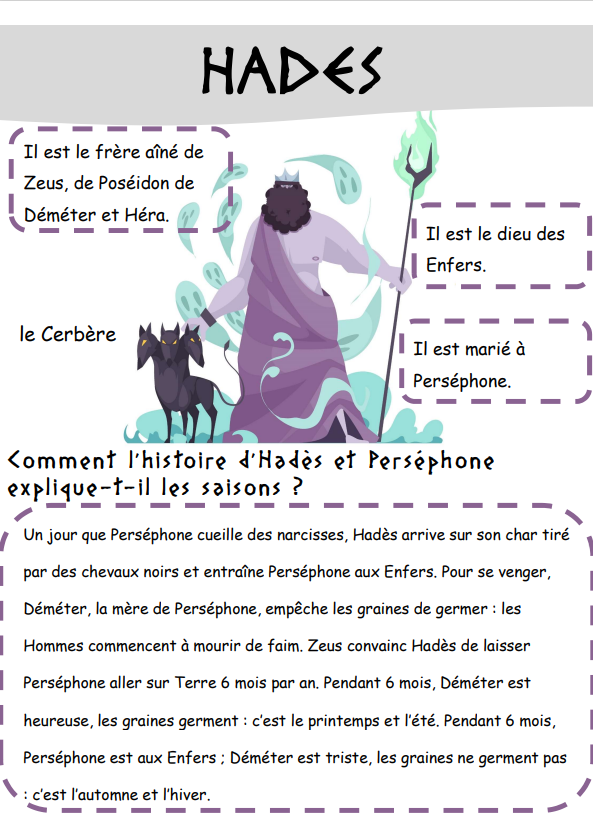 HADES
Il est le frère aîné de
Zeus, de Poséidon de
Déméter et Héra.
Il est le dieu des
Enfers.
le Cerbère
Il est marié à
Perséphone.
Comment l'histoire d'Hadès et Perséphone
explique-t-il les saisons ?
Un jour que Perséphone cueille des narcisses, Hadès arrive sur son char tiré
par des chevaux noirs et entraîne Perséphone aux Enfers. Pour se venger,
Déméter, la mère de Perséphone, empêche les graines de germer : les
Hommes commencent à mourir de faim. Zeus convainc Hadès de laisser
Perséphone aller sur Terre 6 mois par an. Pendant 6 mois, Déméter est
heureuse, les graines germent : c’est le printemps et l’été. Pendant 6 mois,
Perséphone est aux Enfers ; Déméter est triste, les graines ne germent pas
: c’est l’automne et l’hiver.